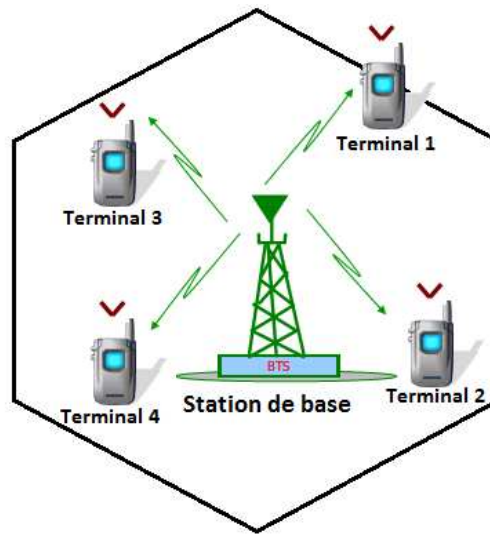 Terminal 1
Terminal 3
Terminal 4
BTS
Station de base
Terminal 2